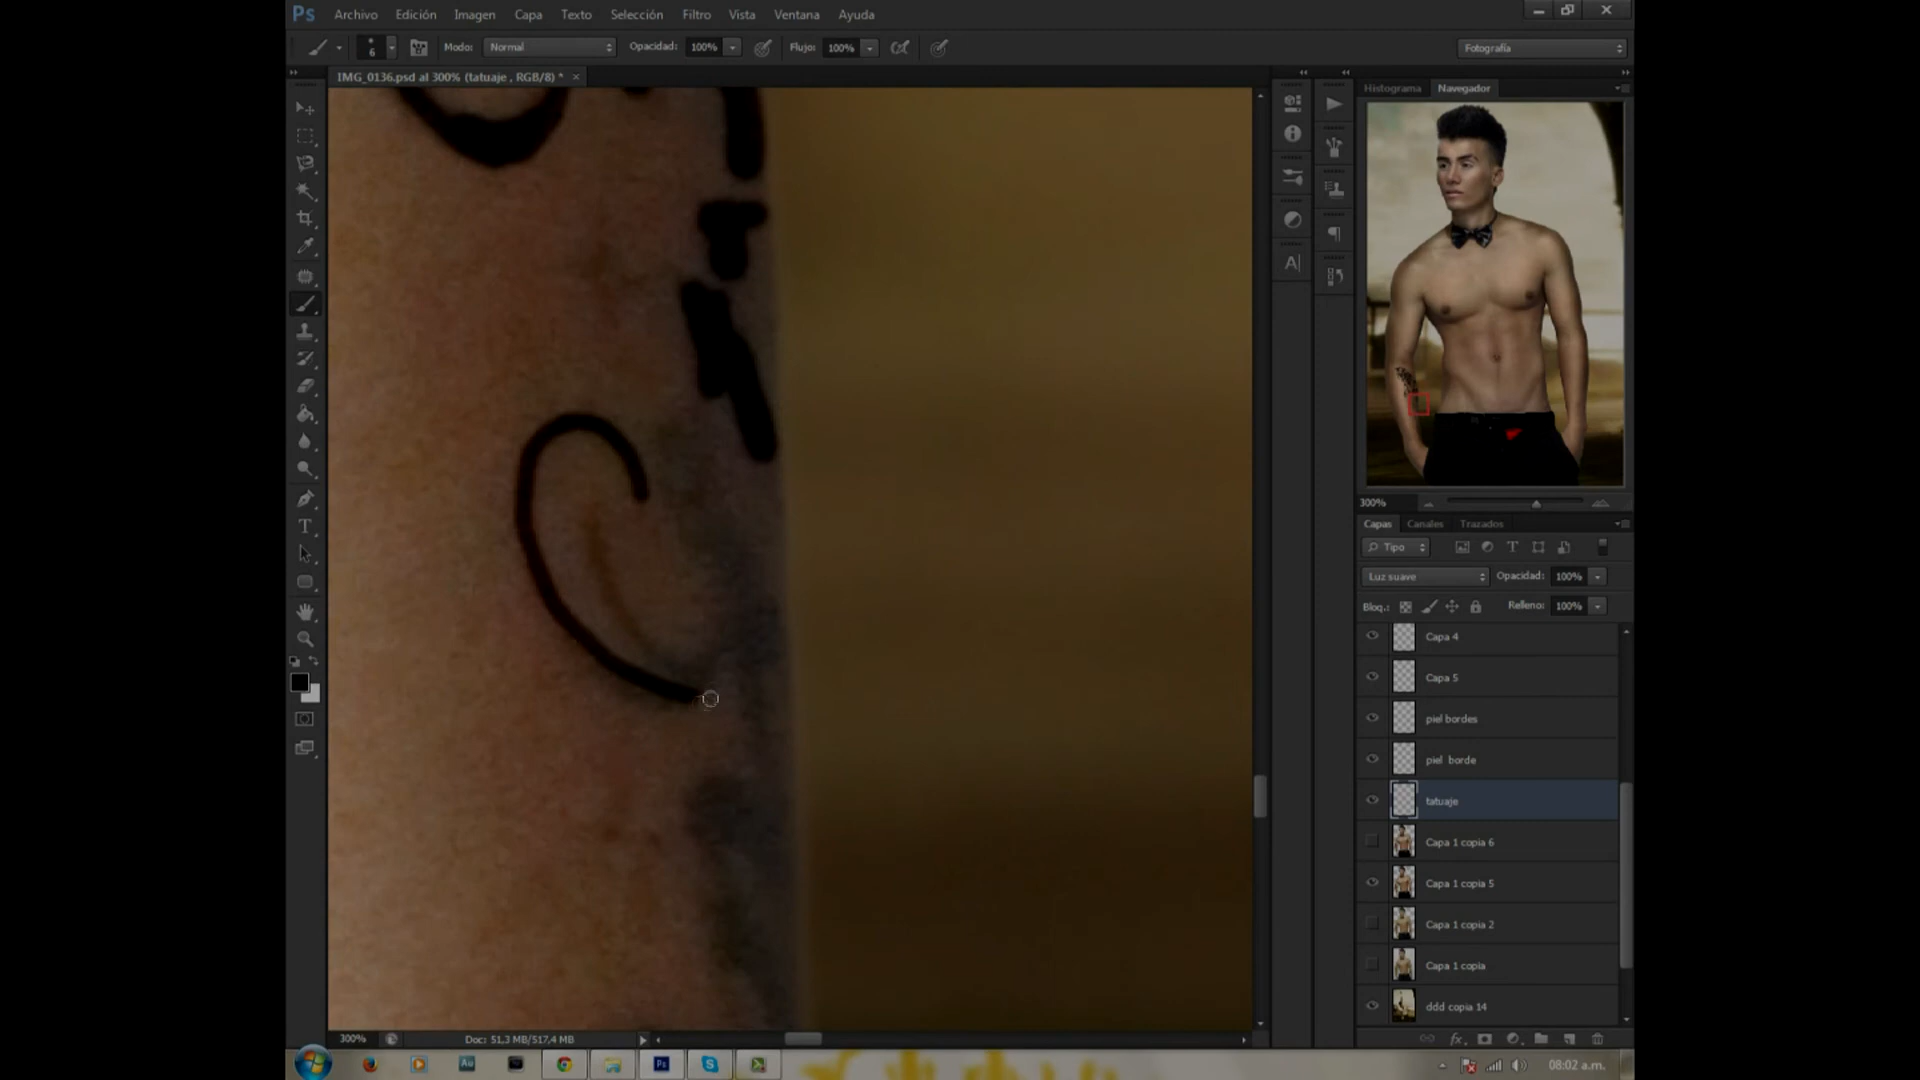 Ps Archivo Edición Imagen Capa Texto Selección Filtro Vista Ventana Ayuda
6 Modo: Normal Opacidad: 100% Flujo: 100% Fotografía
IMG_0136.psd al 300% (tatuaje , RGB/8) * ×
Histograma Navegador
300%
Capas Canales Trazados
Tipo
Luz suave Opacidad: 100%
Bloq.: Relleno: 100%
Capa 4
Capa 5
piel bordes
piel borde
tatuaje
Capa 1 copia 6
Capa 1 copia 5
Capa 1 copia 2
Capa 1 copia
ddd copia 14
300% Doc: 51,3 MB/517,4 MB
08:02 a.m.